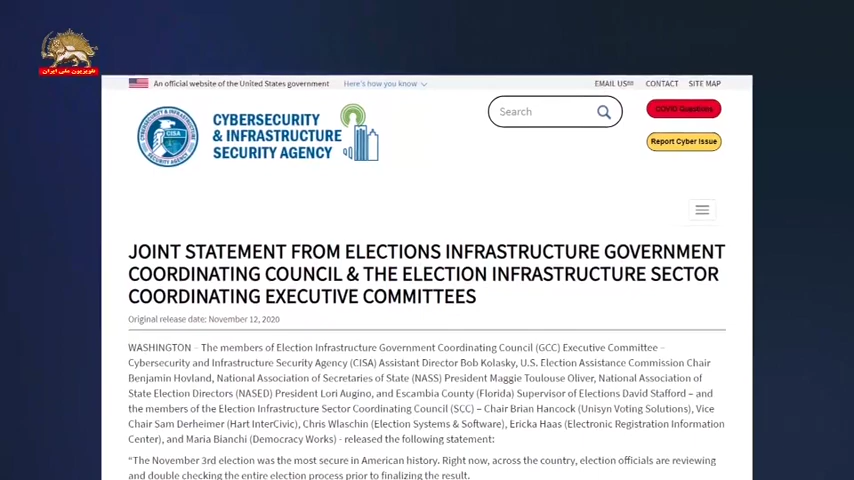 سیمای ملی ایران
An official website of the United States government Here's how you know
EMAIL US CONTACT SITE MAP
CYBERSECURITY
& INFRASTRUCTURE
SECURITY AGENCY
CYBERSECURITY & INFRASTRUCTURE
CISA
SECURITY AGENCY
Search
COVID Questions
Report Cyber Issue
JOINT STATEMENT FROM ELECTIONS INFRASTRUCTURE GOVERNMENT
COORDINATING COUNCIL & THE ELECTION INFRASTRUCTURE SECTOR
COORDINATING EXECUTIVE COMMITTEES
Original release date: November 12, 2020
WASHINGTON – The members of Election Infrastructure Government Coordinating Council (GCC) Executive Committee –
Cybersecurity and Infrastructure Security Agency (CISA) Assistant Director Bob Kolasky, U.S. Election Assistance Commission Chair
Benjamin Hovland, National Association of Secretaries of State (NASS) President Maggie Toulouse Oliver, National Association of
State Election Directors (NASED) President Lori Augino, and Escambia County (Florida) Supervisor of Elections David Stafford – and
the members of the Election Infrastructure Sector Coordinating Council (SCC) – Chair Brian Hancock (Unisyn Voting Solutions), Vice
Chair Sam Derheimer (Hart InterCivic), Chris Wlaschin (Election Systems & Software), Ericka Haas (Electronic Registration Information
Center), and Maria Bianchi (Democracy Works) - released the following statement:
“The November 3rd election was the most secure in American history. Right now, across the country, election officials are reviewing
and double checking the entire election process prior to finalizing the result.